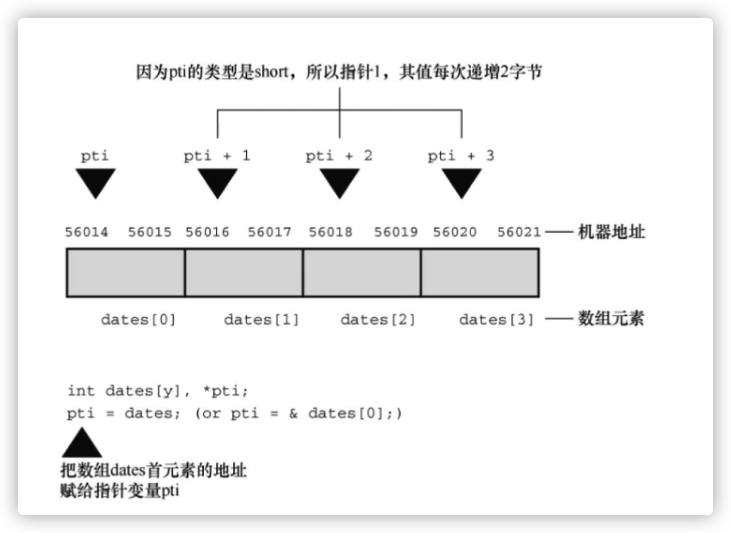 因为pti的类型是short，所以指针1，其值每次递增2字节
pti pti + 1 pti + 2 pti + 3
56014 56015 56016 56017 56018 56019 56020 56021 机器地址
dates[0] dates[1] dates[2] dates[3] 数组元素
int dates[y], *pti;
pti = dates; (or pti = & dates[0];)
把数组dates首元素的地址
赋给指针变量pti